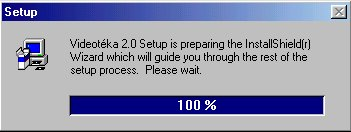 Setup
Videotéka 2.0 Setup is preparing the InstallShield(r)
Wizard which will guide you through the rest of the
setup process. Please wait.
100 %